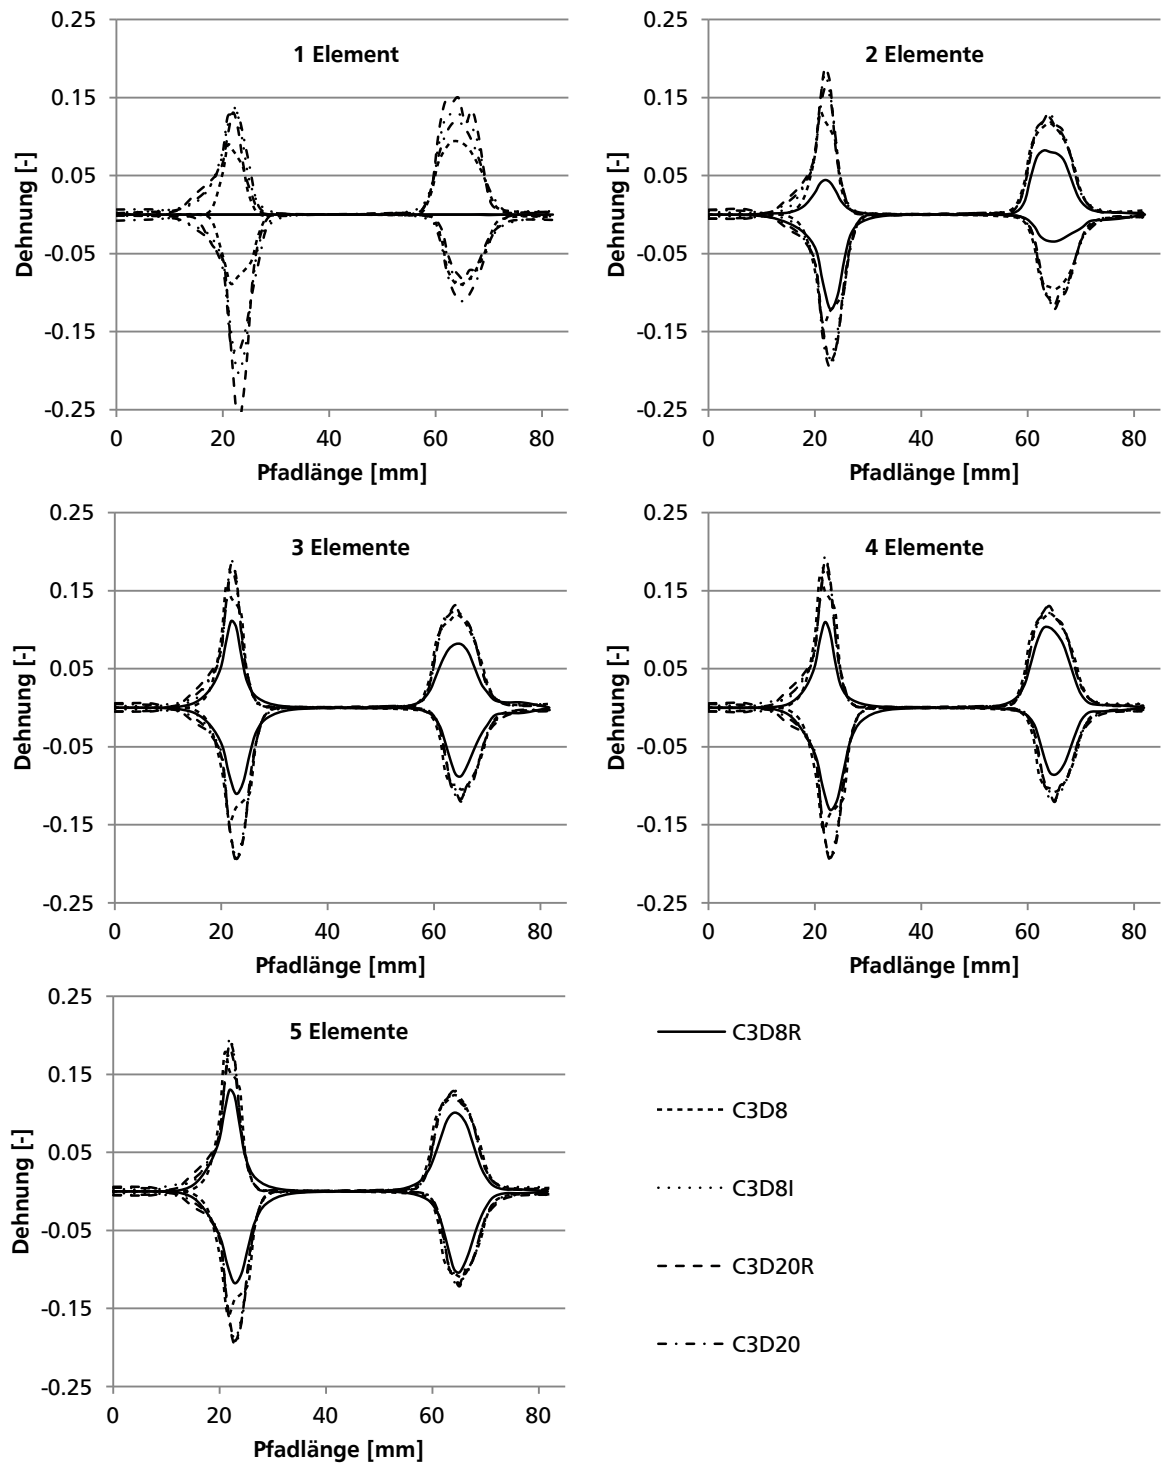 1 Element
0.25
0.15
0.05
-0.05
-0.15
-0.25
Dehnung [-]
0 20 40 60 80
Pfadlänge [mm]
2 Elemente
0.25
0.15
0.05
-0.05
-0.15
-0.25
Dehnung [-]
0 20 40 60 80
Pfadlänge [mm]
3 Elemente
0.25
0.15
0.05
-0.05
-0.15
-0.25
Dehnung [-]
0 20 40 60 80
Pfadlänge [mm]
4 Elemente
0.25
0.15
0.05
-0.05
-0.15
-0.25
Dehnung [-]
0 20 40 60 80
Pfadlänge [mm]
5 Elemente
0.25
0.15
0.05
-0.05
-0.15
-0.25
Dehnung [-]
0 20 40 60 80
Pfadlänge [mm]
C3D8R
C3D8
C3D8I
C3D20R
C3D20